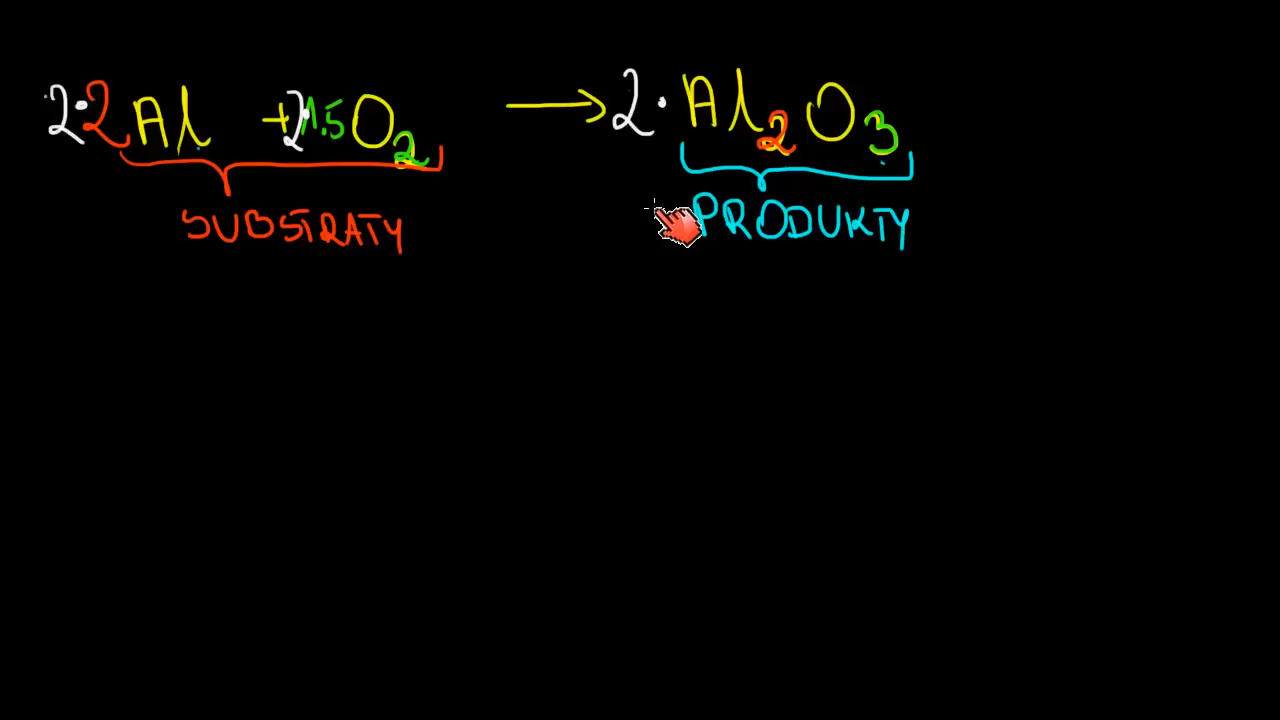 2·2Al + 2·1.5O₂ → 2·Al₂O₃
SUBSTRATY PRODUKTY